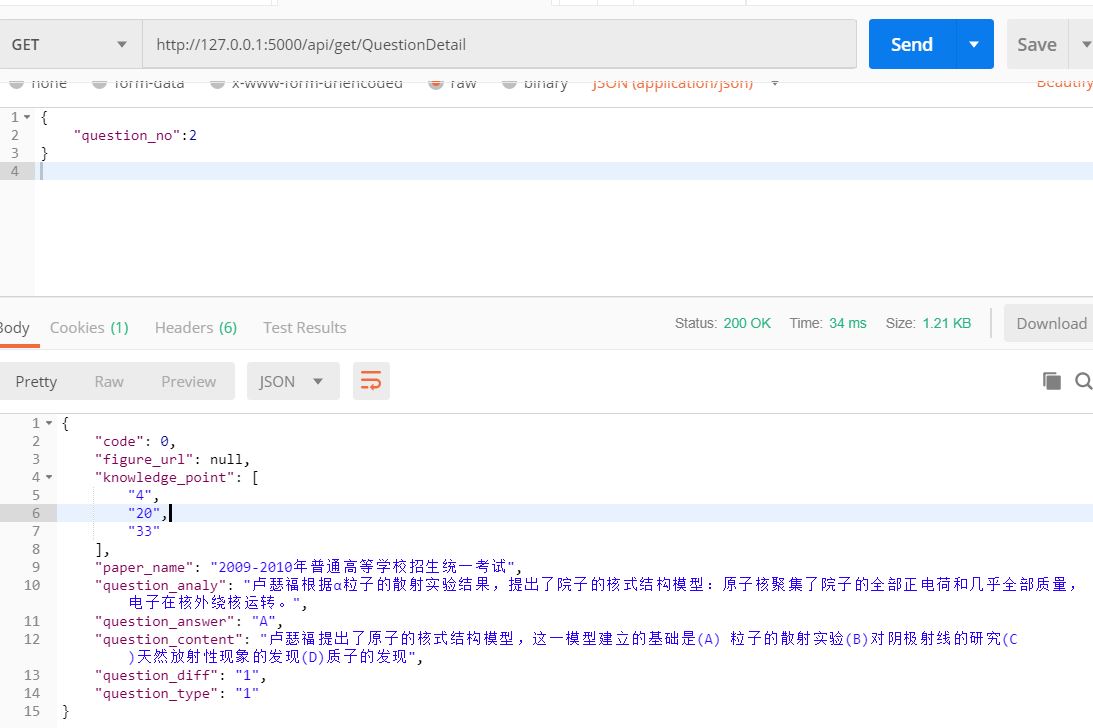 GET
http://127.0.0.1:5000/api/get/QuestionDetail
Send
Save
none
form-data
x-www-form-urlencoded
raw
binary
JSON (application/json)
Beautify
1 {
2 "question_no":2
3 }
4
Body
Cookies (1)
Headers (6)
Test Results
Status: 200 OK
Time: 34 ms
Size: 1.21 KB
Download
Pretty
Raw
Preview
JSON
1 {
2 "code": 0,
3 "figure_url": null,
4 "knowledge_point": [
5 "4",
6 "20",
7 "33"
8 ],
9 "paper_name": "2009-2010年普通高等学校招生统一考试",
10 "question_analy": "卢瑟福根据α粒子的散射实验结果，提出了院子的核式结构模型：原子核聚集了院子的全部正电荷和几乎全部质量，
电子在核外绕核运转。",
11 "question_answer": "A",
12 "question_content": "卢瑟福提出了原子的核式结构模型，这一模型建立的基础是(A) 粒子的散射实验(B)对阴极射线的研究(C
)天然放射性现象的发现(D)质子的发现",
13 "question_diff": "1",
14 "question_type": "1"
15 }